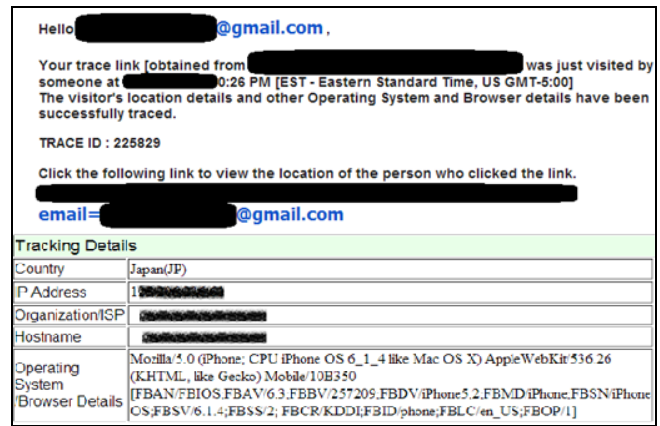 Hello @gmail.com ,
Your trace link [obtained from was just visited by
someone at 0:26 PM [EST - Eastern Standard Time, US GMT-5:00]
The visitor's location details and other Operating System and Browser details have been
successfully traced.
TRACE ID : 225829
Click the following link to view the location of the person who clicked the link.
email= @gmail.com
Tracking Details
Country Japan(JP)
IP Address 1
Organization/ISP
Hostname
Operating System /Browser Details
Mozilla/5.0 (iPhone; CPU iPhone OS 6_1_4 like Mac OS X) AppleWebKit/536.26
(KHTML, like Gecko) Mobile/10B350
[FBAN/FBIOS;FBAV/6.3;FBBV/257209;FBDV/iPhone5,2;FBMD/iPhone;FBSN/iPhone
OS;FBSV/6.1.4;FBSS/2; FBCR/KDDI;FBID/phone;FBLC/en_US;FBOP/1]